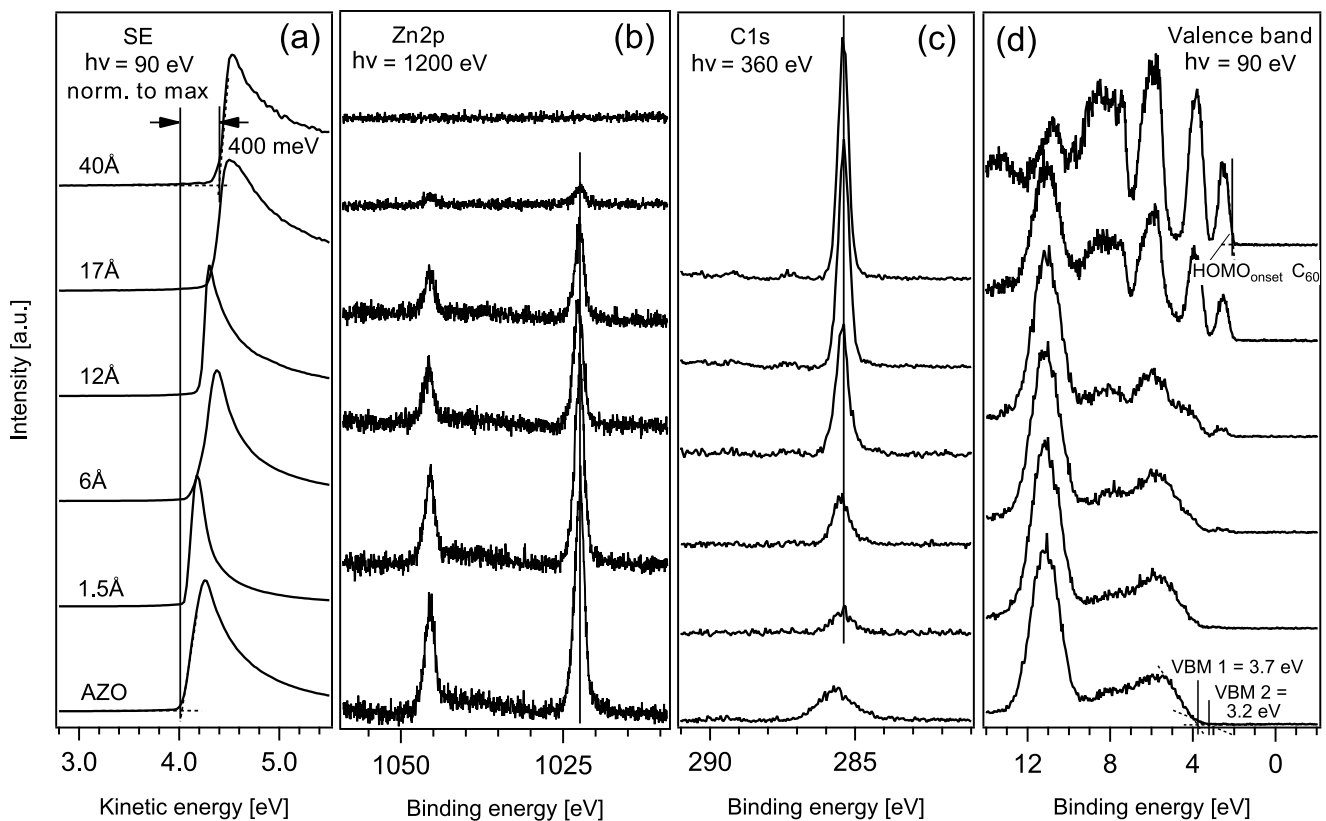 (a)
SE
hν = 90 eV
norm. to max
400 meV
40Å
17Å
12Å
6Å
1.5Å
AZO
3.0 4.0 5.0
Kinetic energy [eV]
Intensity [a.u.]
(b)
Zn2p
hν = 1200 eV
1050 1025
Binding energy [eV]
(c)
C1s
hν = 360 eV
290 285
Binding energy [eV]
(d)
Valence band
hν = 90 eV
HOMOonset C60
VBM 1 = 3.7 eV
VBM 2 =
3.2 eV
12 8 4 0
Binding energy [eV]